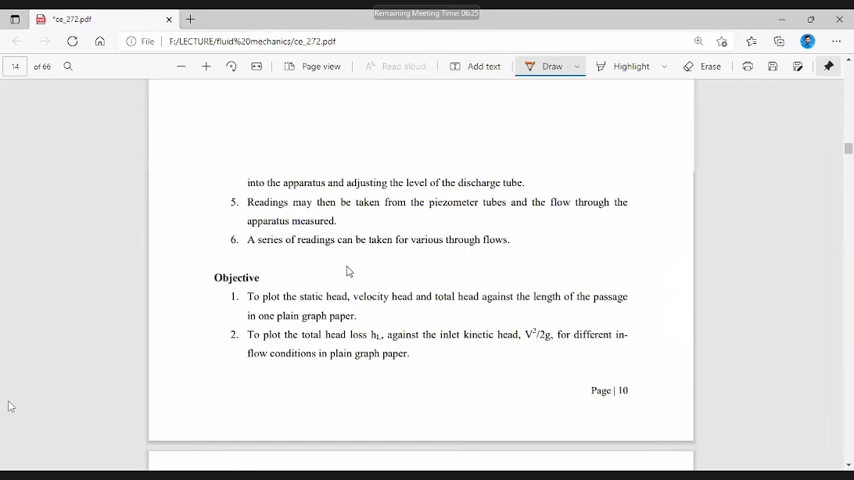 Remaining Meeting Time: 06:25
*ce_272.pdf
File F:/LECTURE/fluid%20mechanics/ce_272.pdf
14 of 66 Page view Read aloud Add text Draw Highlight Erase
into the apparatus and adjusting the level of the discharge tube.
5. Readings may then be taken from the piezometer tubes and the flow through the
apparatus measured.
6. A series of readings can be taken for various through flows.
Objective
1. To plot the static head, velocity head and total head against the length of the passage
in one plain graph paper.
2. To plot the total head loss hL, against the inlet kinetic head, V²/2g, for different in-
flow conditions in plain graph paper.
Page | 10